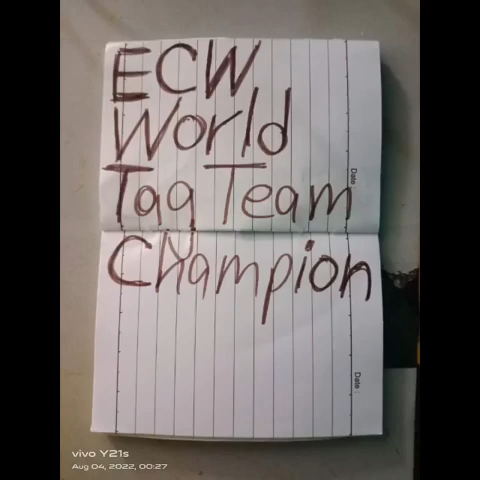 ECW
World
Tag Team
Champion
Date :
Date :
vivo Y21s
Aug 04, 2022, 00:27